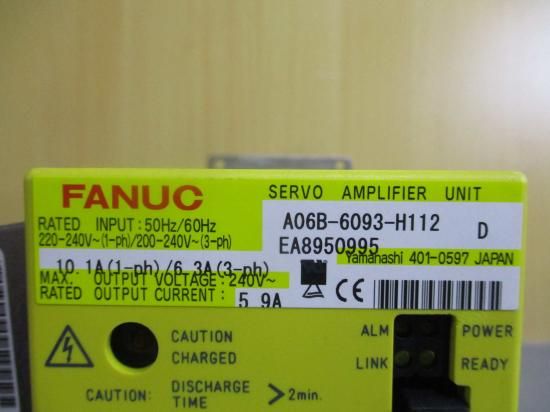 FANUC SERVO AMPLIFIER UNIT
RATED INPUT: 50Hz/60Hz
220-240V~(1-ph)/200-240V~(3-ph)
A06B-6093-H112 D
EA8950995
Yamanashi 401-0597 JAPAN
10.1A(1-ph)/6.3A(3-ph)
MAX. OUTPUT VOLTAGE: 240V~
RATED OUTPUT CURRENT: 5.9A
CE
CAUTION
CHARGED
ALM POWER
LINK READY
CAUTION: DISCHARGE TIME >2min.